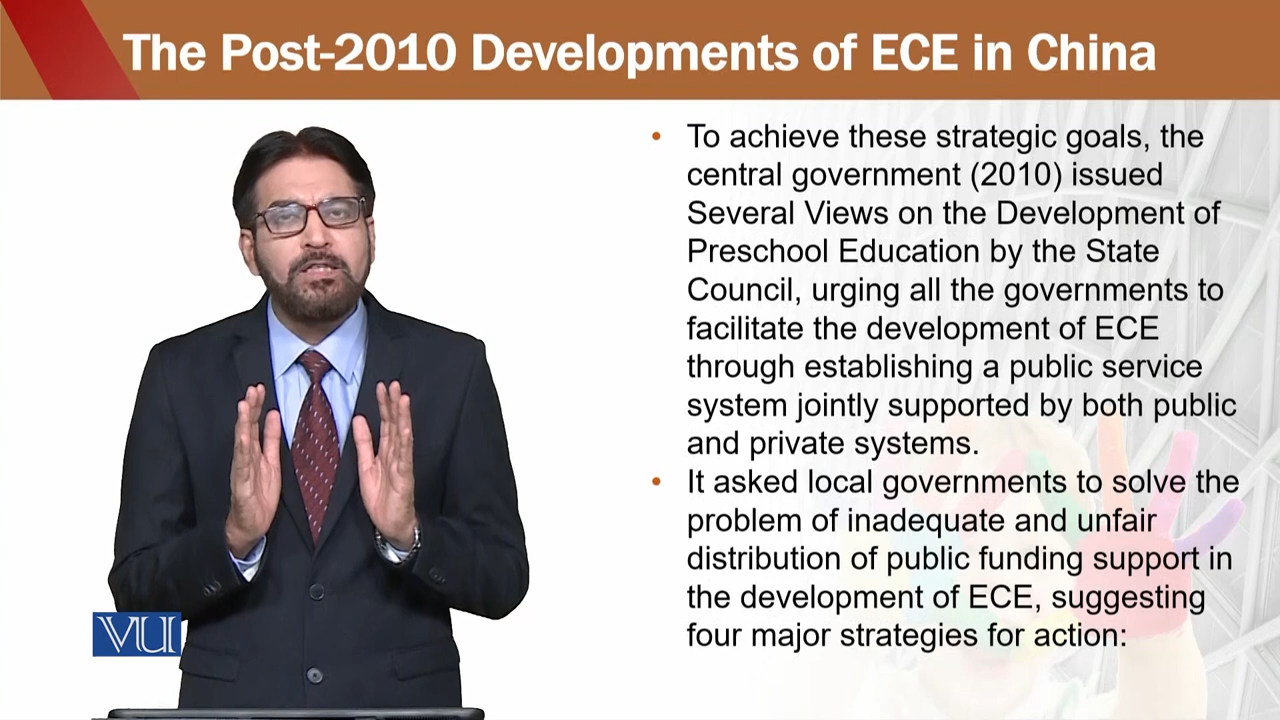 The Post-2010 Developments of ECE in China
• To achieve these strategic goals, the
central government (2010) issued
Several Views on the Development of
Preschool Education by the State
Council, urging all the governments to
facilitate the development of ECE
through establishing a public service
system jointly supported by both public
and private systems.
• It asked local governments to solve the
problem of inadequate and unfair
distribution of public funding support in
the development of ECE, suggesting
four major strategies for action:
VU